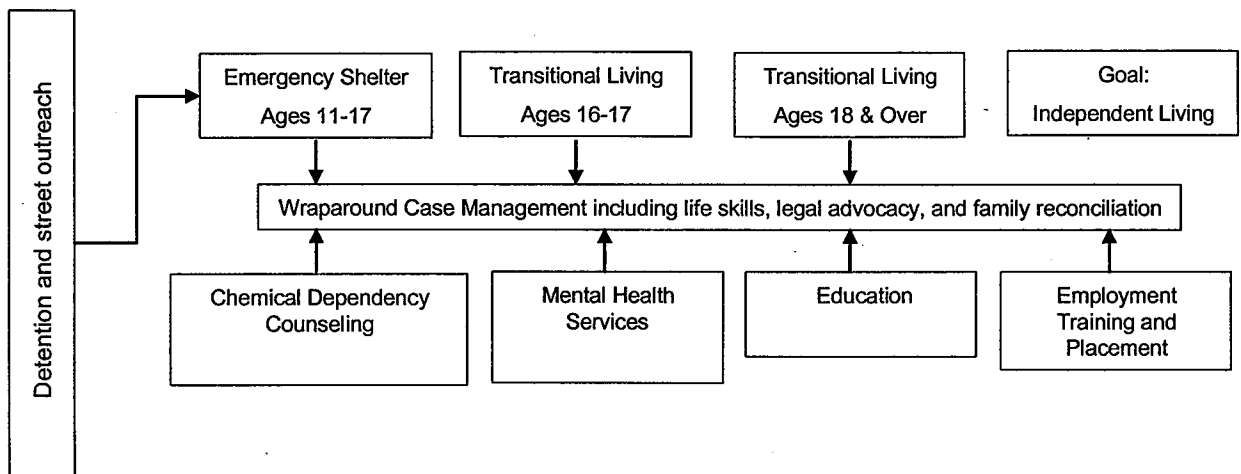 Detention and street outreach
Emergency Shelter
Ages 11-17
Transitional Living
Ages 16-17
Transitional Living
Ages 18 & Over
Goal:
Independent Living
Wraparound Case Management including life skills, legal advocacy, and family reconciliation
Chemical Dependency
Counseling
Mental Health
Services
Education
Employment
Training and
Placement